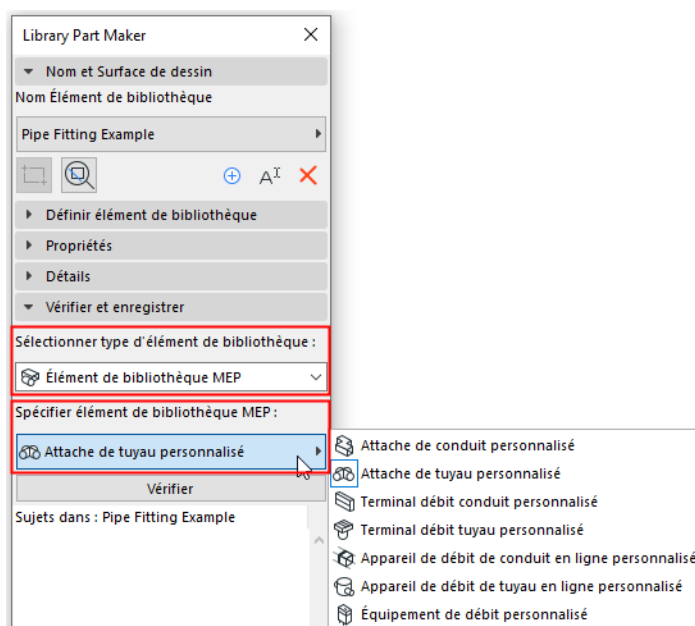 Library Part Maker
Nom et Surface de dessin
Nom Élément de bibliothèque
Pipe Fitting Example
Définir élément de bibliothèque
Propriétés
Détails
Vérifier et enregistrer
Sélectionner type d'élément de bibliothèque :
Élément de bibliothèque MEP
Spécifier élément de bibliothèque MEP :
Attache de tuyau personnalisé
Vérifier
Sujets dans : Pipe Fitting Example
Attache de conduit personnalisé
Attache de tuyau personnalisé
Terminal débit conduit personnalisé
Terminal débit tuyau personnalisé
Appareil de débit de conduit en ligne personnalisé
Appareil de débit de tuyau en ligne personnalisé
Équipement de débit personnalisé